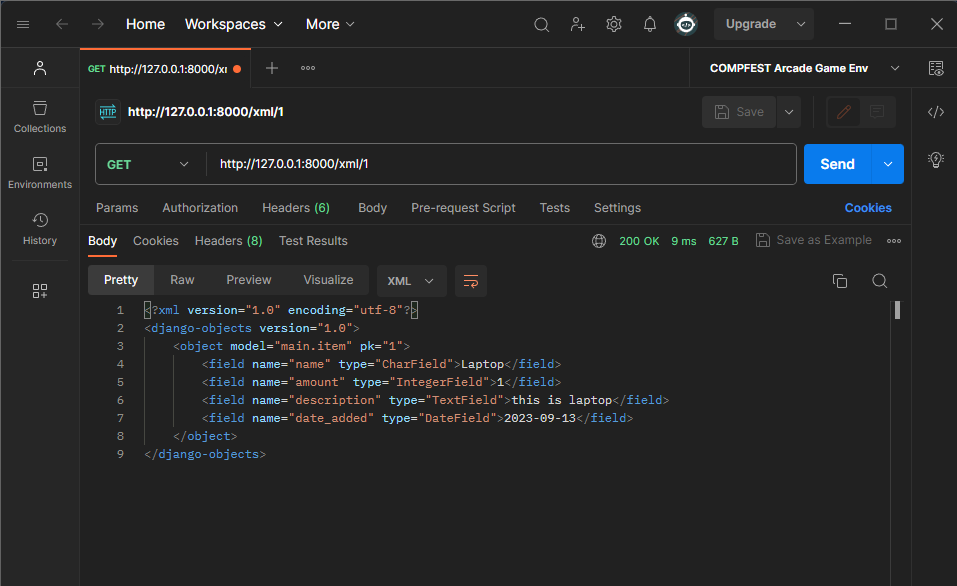 Home Workspaces More Upgrade
GET http://127.0.0.1:8000/x COMPFEST Arcade Game Env
HTTP http://127.0.0.1:8000/xml/1 Save
Collections
Environments
History
GET http://127.0.0.1:8000/xml/1 Send
Params Authorization Headers (6) Body Pre-request Script Tests Settings Cookies
Body Cookies Headers (8) Test Results 200 OK 9 ms 627 B Save as Example
Pretty Raw Preview Visualize XML
1 <?xml version="1.0" encoding="utf-8"?>
2 <django-objects version="1.0">
3 <object model="main.item" pk="1">
4 <field name="name" type="CharField">Laptop</field>
5 <field name="amount" type="IntegerField">1</field>
6 <field name="description" type="TextField">this is laptop</field>
7 <field name="date_added" type="DateField">2023-09-13</field>
8 </object>
9 </django-objects>